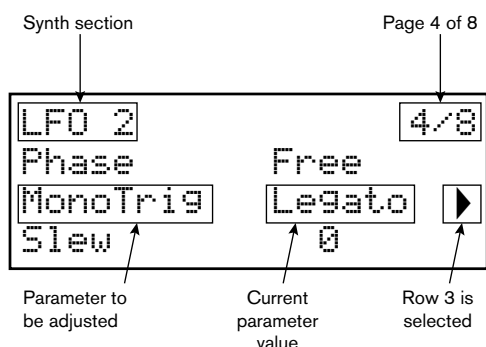 Synth section
Page 4 of 8
LFO 2 4/8
Phase Free
MonoTrig Legato
Slew 0
Parameter to
be adjusted
Current
parameter
value
Row 3 is
selected